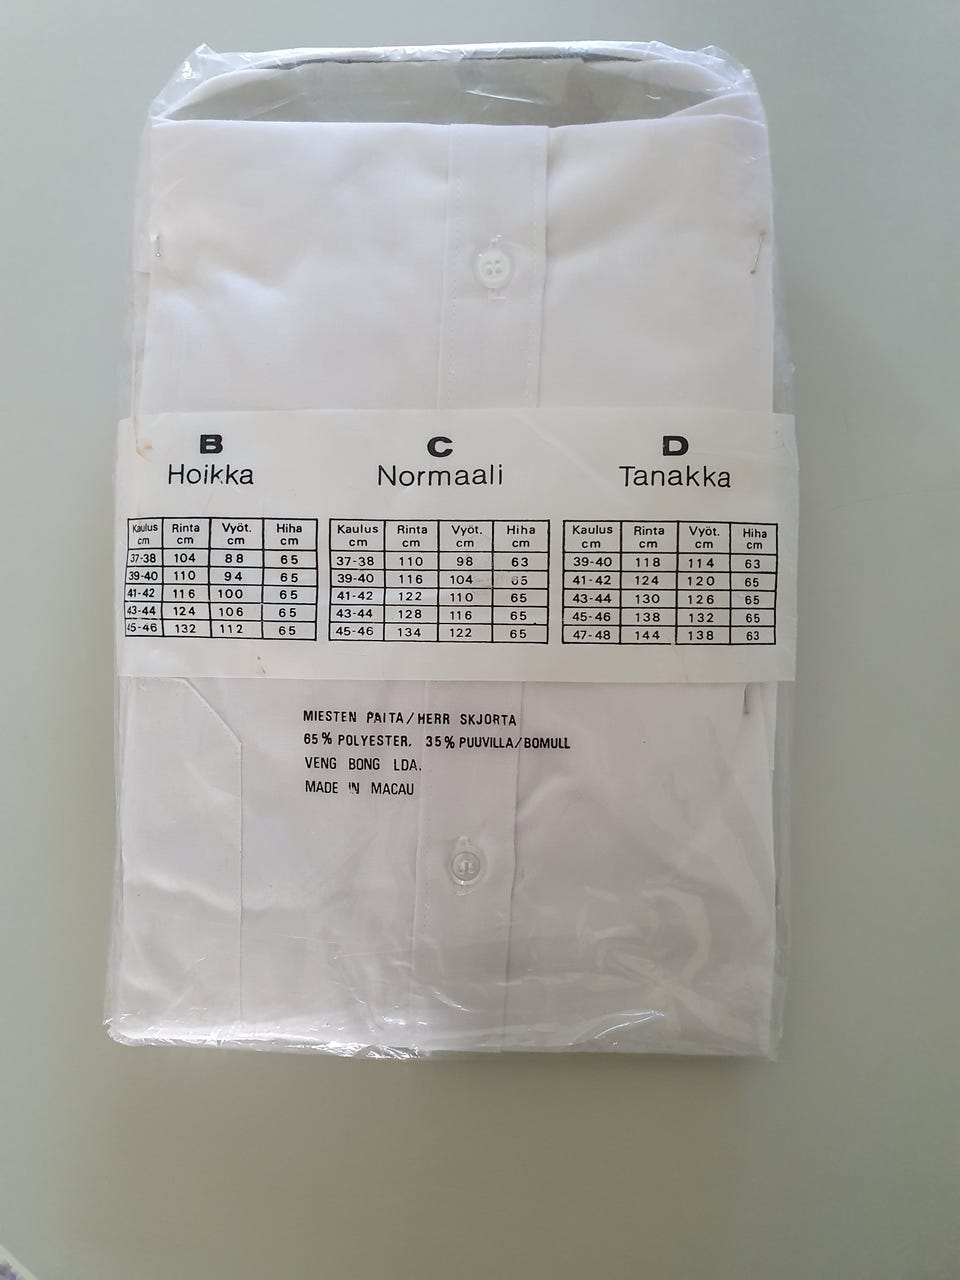 B
Hoikka
Kaulus cm Rinta cm Vyöt. cm Hiha cm
37-38 104 88 65
39-40 110 94 65
41-42 116 100 65
43-44 124 106 65
45-46 132 112 65
C
Normaali
Kaulus cm Rinta cm Vyöt. cm Hiha cm
37-38 110 98 63
39-40 116 104 65
41-42 122 110 65
43-44 128 116 65
45-46 134 122 65
D
Tanakka
Kaulus cm Rinta cm Vyöt. cm Hiha cm
39-40 118 114 63
41-42 124 120 65
43-44 130 126 65
45-46 138 132 65
47-48 144 138 63
MIESTEN PAITA/HERR SKJORTA
65% POLYESTER, 35% PUUVILLA/BOMULL
VENG BONG LDA.
MADE IN MACAU